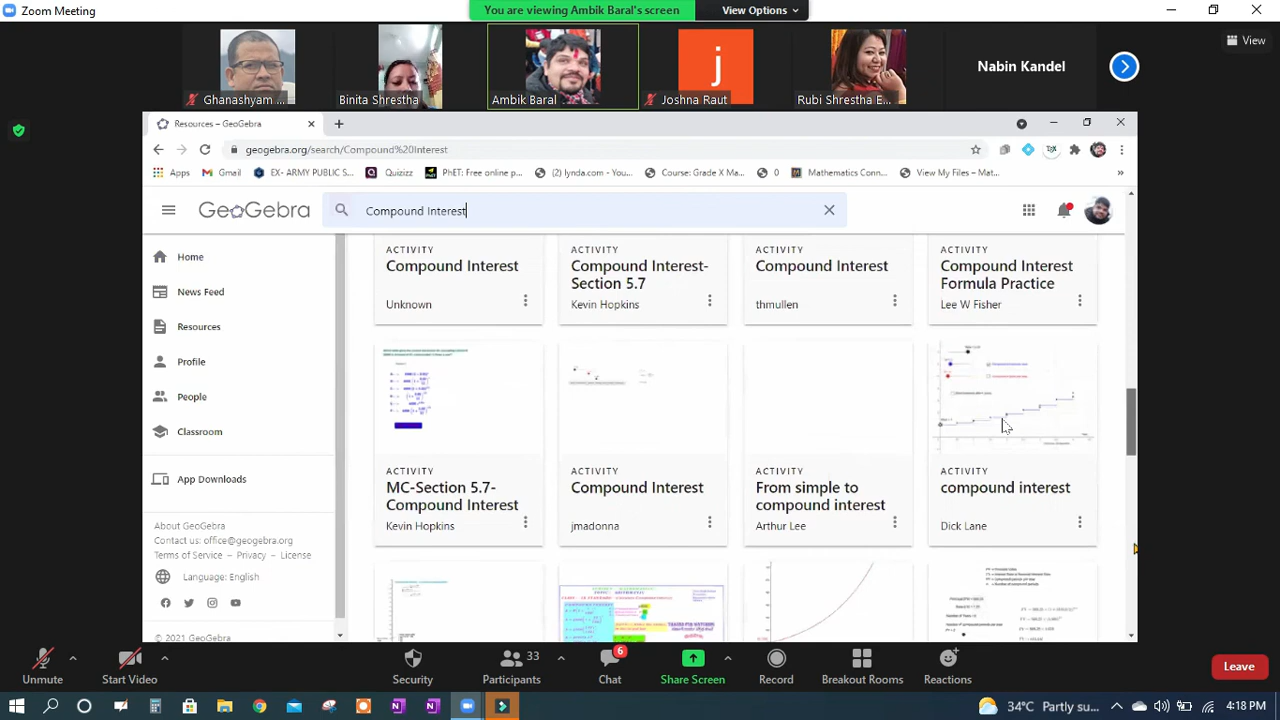 Zoom Meeting
You are viewing Ambik Baral's screen
View Options
View
Ghanashyam ...
Binita Shrestha
Ambik Baral
j
Joshna Raut
Rubi Shrestha E...
Nabin Kandel
Resources – GeoGebra
geogebra.org/search/Compound%20Interest
Apps
Gmail
EX- ARMY PUBLIC S...
Quizizz
PhET: Free online p...
(2) lynda.com - You...
Course: Grade X Ma...
0
Mathematics Conn...
View My Files – Mat...
GeoGebra
Compound Interest
Home
News Feed
Resources
Profile
People
Classroom
App Downloads
About GeoGebra
Contact us: office@geogebra.org
Terms of Service – Privacy – License
Language: English
© 2021 GeoGebra
ACTIVITY
Compound Interest
Unknown
ACTIVITY
Compound Interest-
Section 5.7
Kevin Hopkins
ACTIVITY
Compound Interest
thmullen
ACTIVITY
Compound Interest
Formula Practice
Lee W Fisher
ACTIVITY
MC-Section 5.7-
Compound Interest
Kevin Hopkins
ACTIVITY
Compound Interest
jmadonna
ACTIVITY
From simple to
compound interest
Arthur Lee
ACTIVITY
compound interest
Dick Lane
Unmute
Start Video
Security
33
Participants
6
Chat
Share Screen
Record
Breakout Rooms
Reactions
Leave
34°C Partly su...
4:18 PM